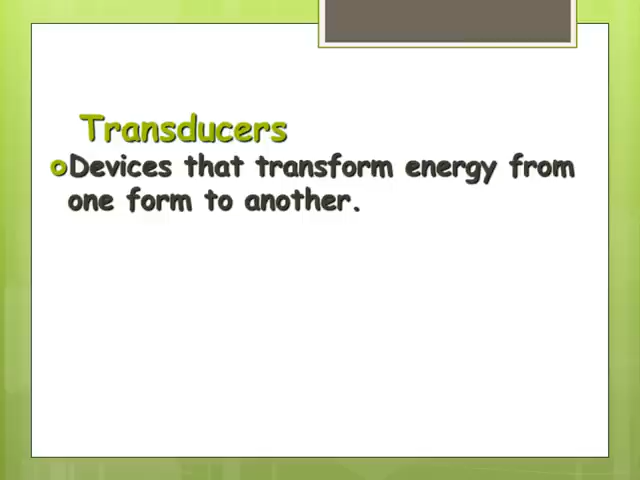 Transducers
Devices that transform energy from
one form to another.